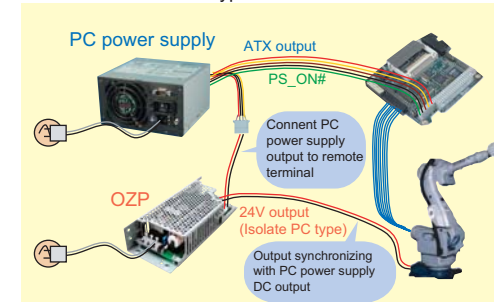 PC power supply
ATX output
PS_ON#
Connent PC
power supply
output to remote
terminal
OZP
24V output
(Isolate PC type)
Output synchronizing
with PC power supply
DC output